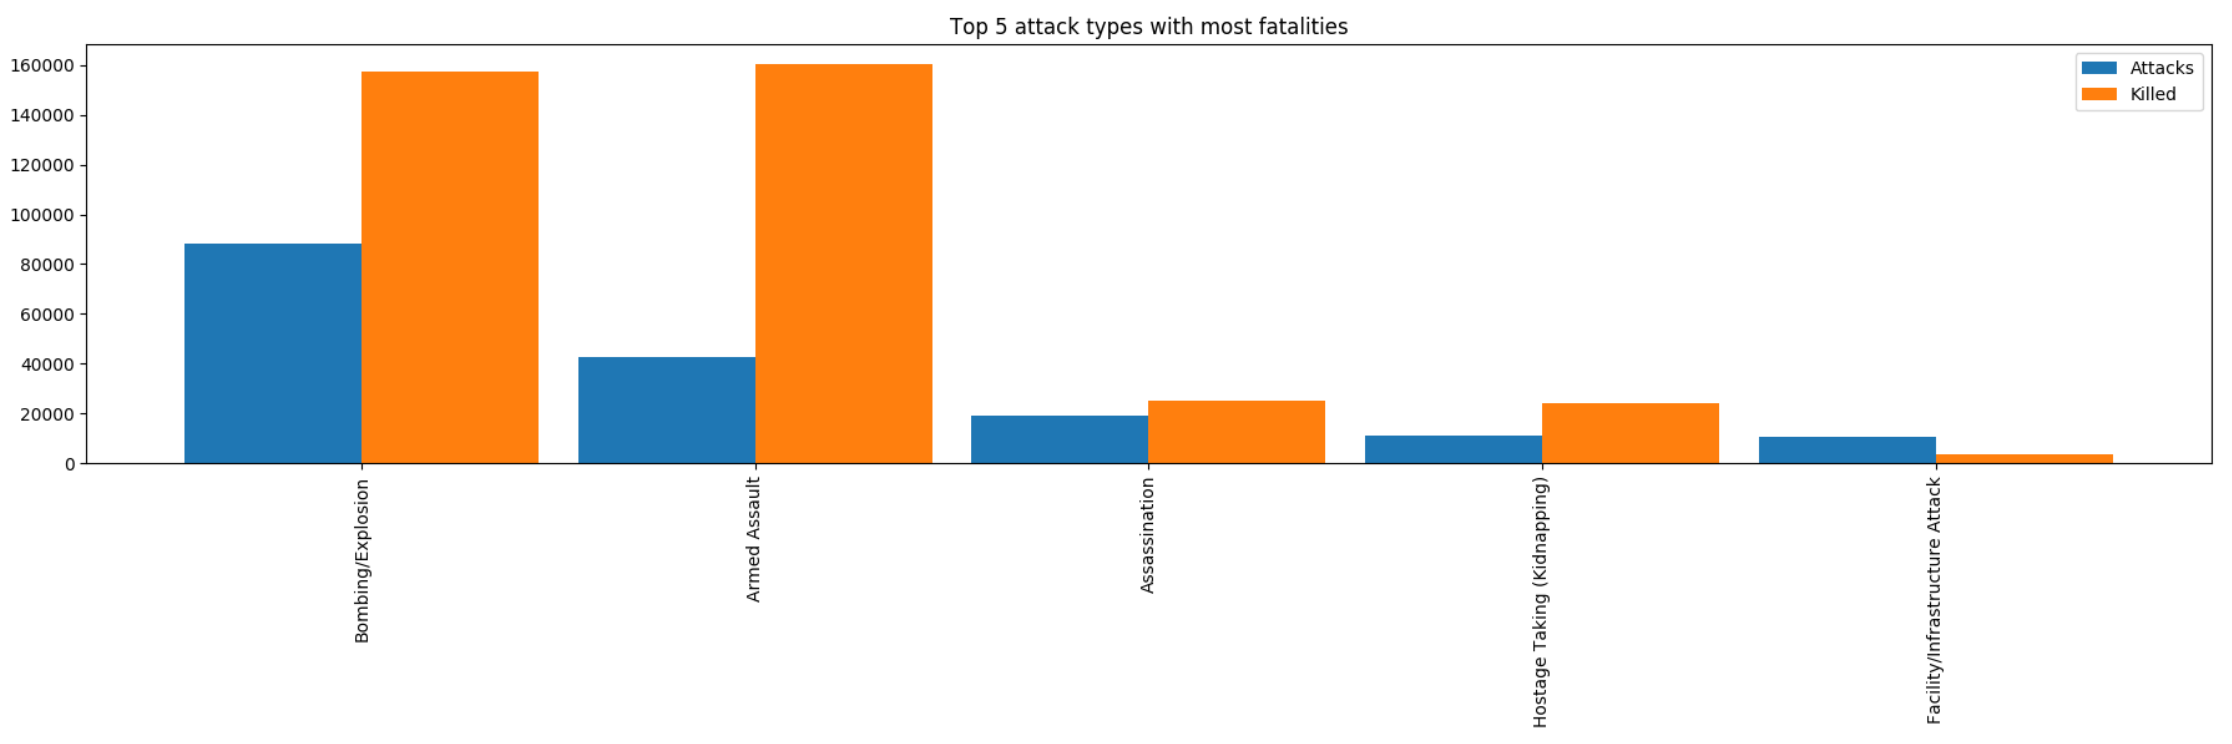 Top 5 attack types with most fatalities
160000
140000
120000
100000
80000
60000
40000
20000
0
Attacks
Killed
Bombing/Explosion
Armed Assault
Assassination
Hostage Taking (Kidnapping)
Facility/Infrastructure Attack